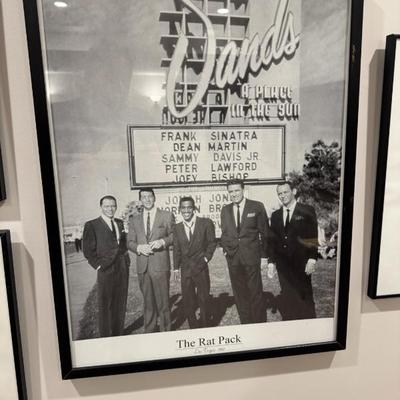 Sands
A PLACE
IN THE SUN
FRANK SINATRA
DEAN MARTIN
SAMMY DAVIS JR
PETER LAWFORD
JOEY BISHOP
The Rat Pack